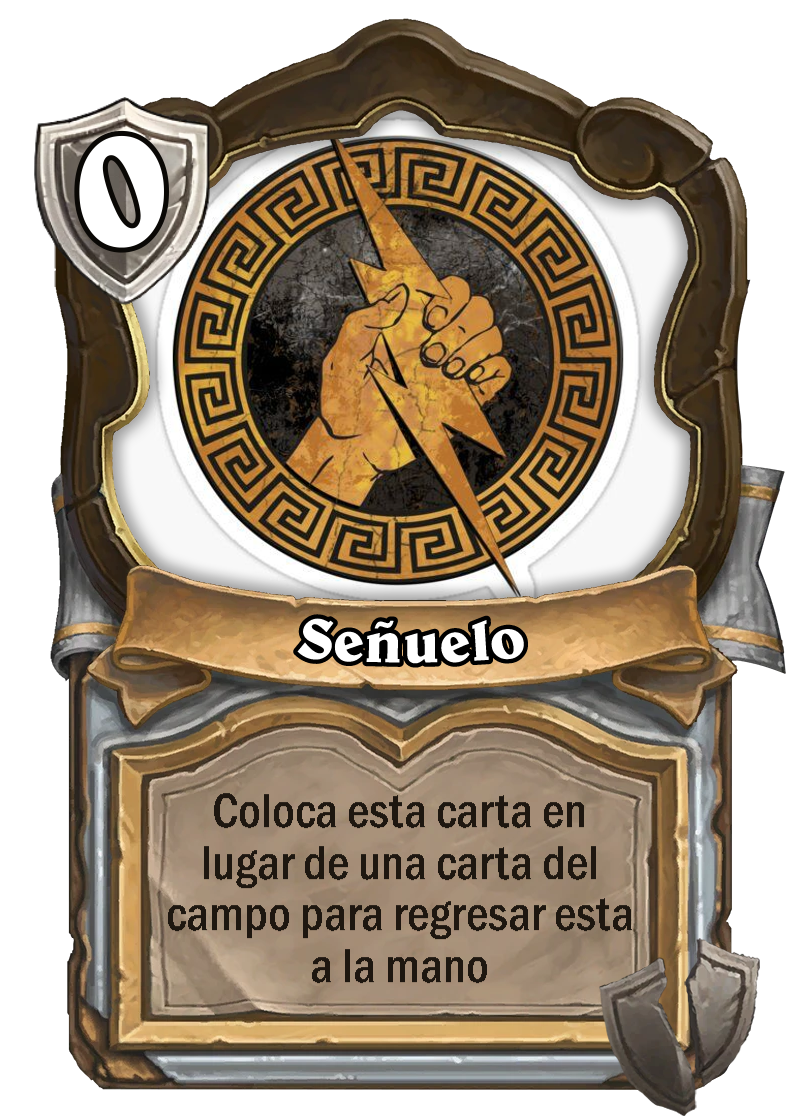 0
Señuelo
Coloca esta carta en
lugar de una carta del
campo para regresar esta
a la mano